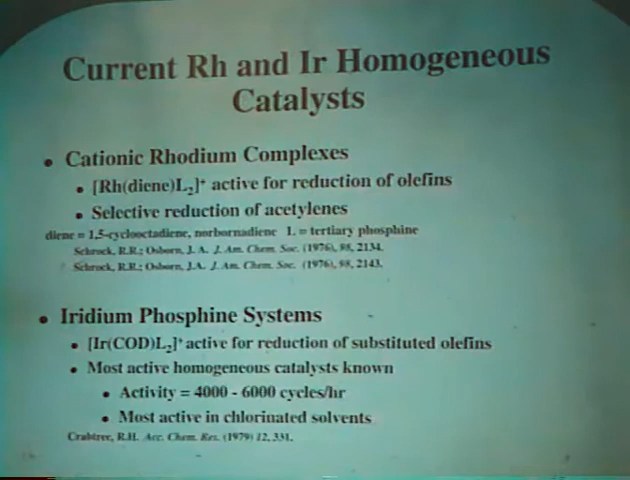 Current Rh and Ir Homogeneous
Catalysts
• Cationic Rhodium Complexes
• [Rh(diene)L₂]⁺ active for reduction of olefins
• Selective reduction of acetylenes
diene = 1,5-cyclooctadiene, norbornadiene L = tertiary phosphine
Schrock, R.R.; Osborn, J. A. J. Am. Chem. Soc. (1976), 98, 2134.
Schrock, R.R.; Osborn, J.A. J. Am. Chem. Soc. (1976), 98, 2143.
• Iridium Phosphine Systems
• [Ir(COD)L₂]⁺ active for reduction of substituted olefins
• Most active homogeneous catalysts known
• Activity = 4000 - 6000 cycles/hr
• Most active in chlorinated solvents
Crabtree, R.H. Acc. Chem. Res. (1979) 12, 331.